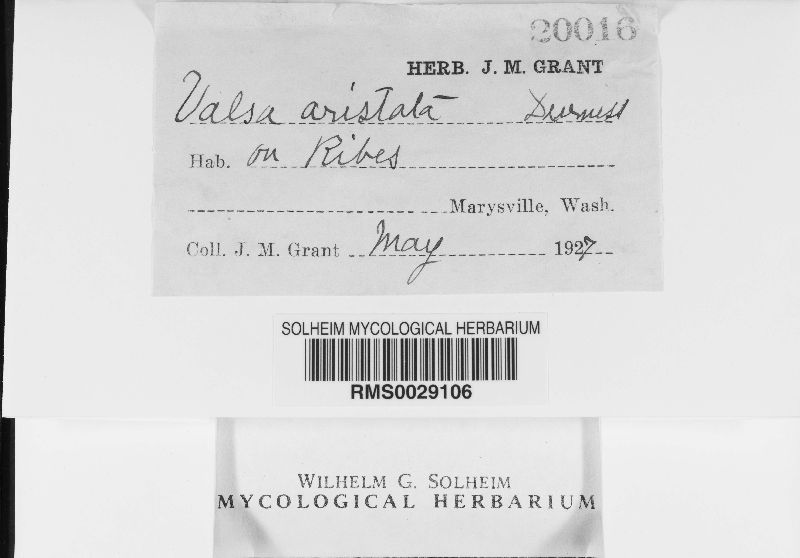 20016
HERB. J. M. GRANT
Valsa aristata Dearness
Hab. on Ribes
Marysville, Wash.
Coll. J. M. Grant May 1927
SOLHEIM MYCOLOGICAL HERBARIUM
RMS0029106
WILHELM G. SOLHEIM
MYCOLOGICAL HERBARIUM